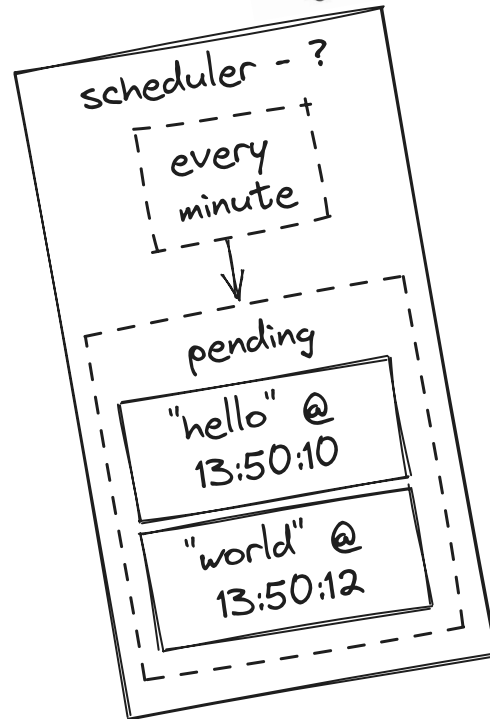 scheduler - ?
every
minute
pending
"hello" @
13:50:10
"world" @
13:50:12